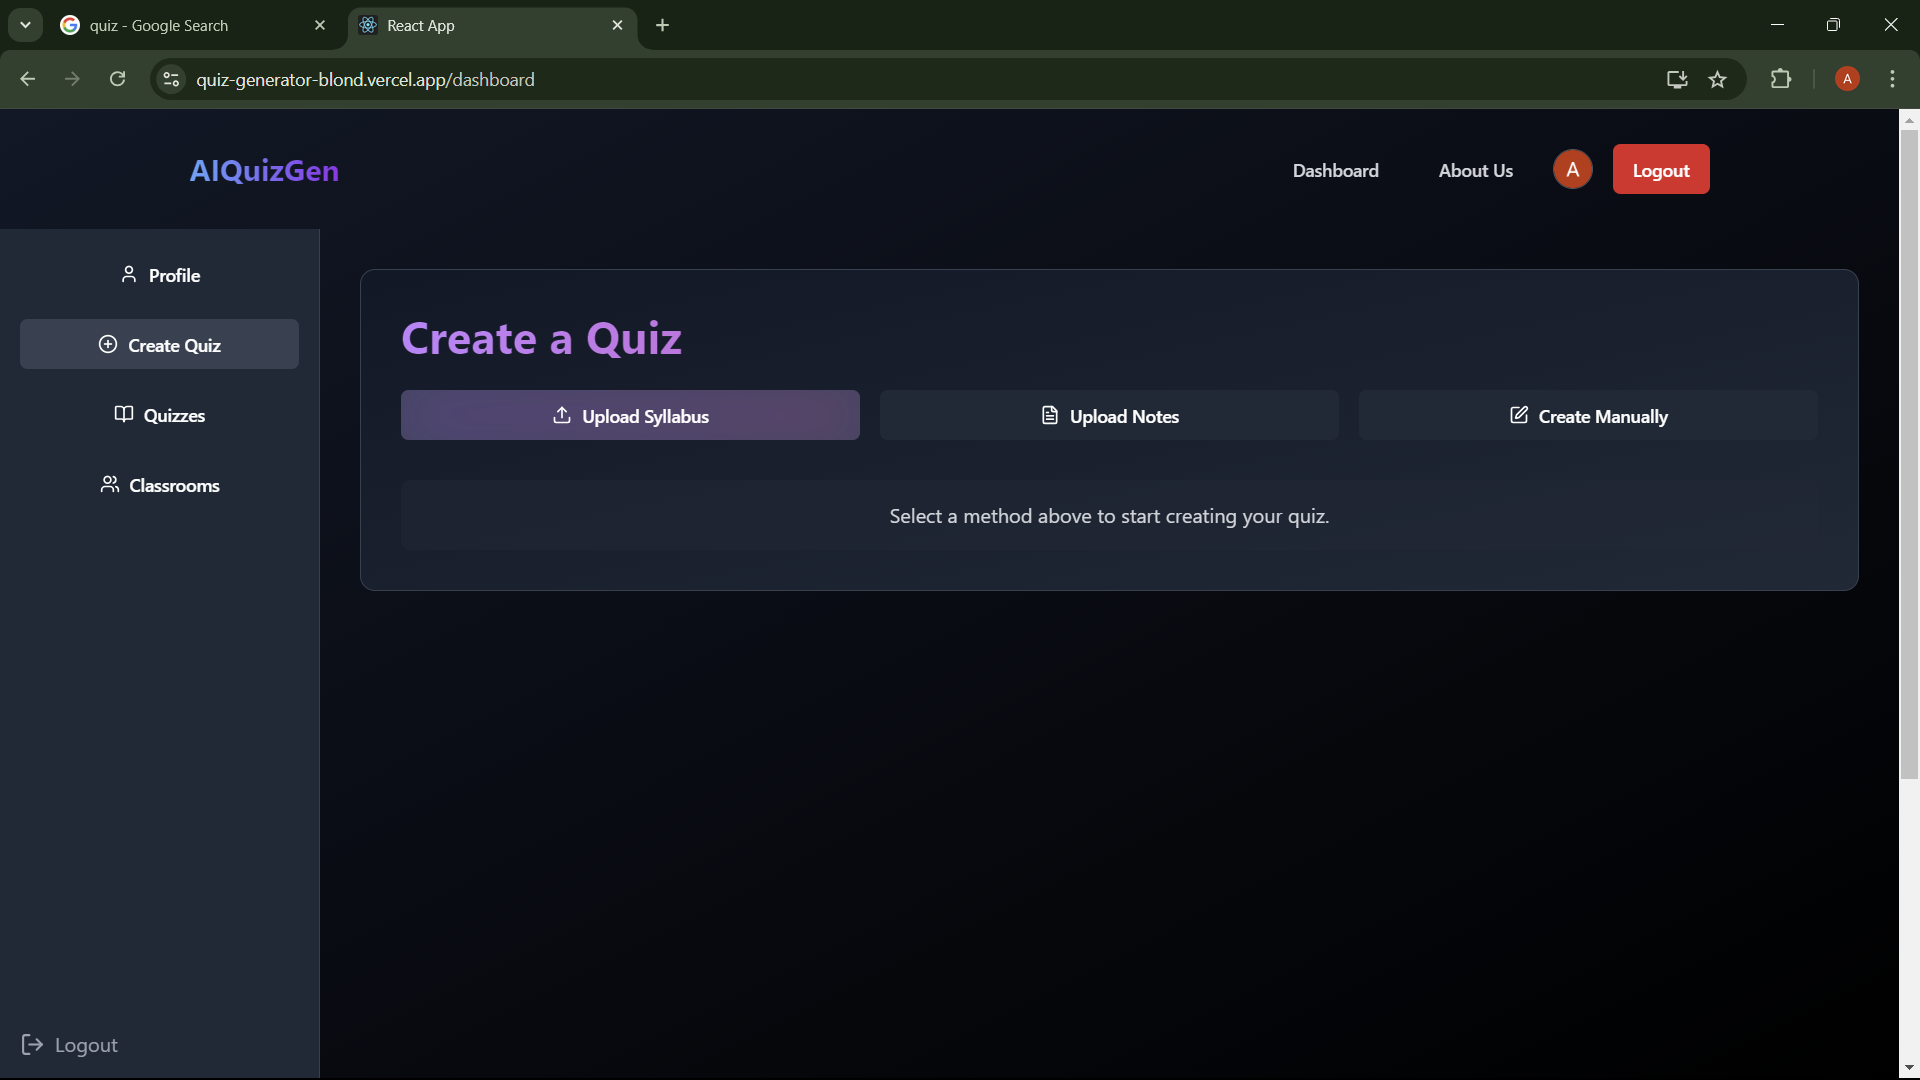 quiz - Google Search
React App
quiz-generator-blond.vercel.app/dashboard
A
AIQuizGen
Dashboard
About Us
A
Logout
Profile
Create Quiz
Quizzes
Classrooms
Create a Quiz
Upload Syllabus
Upload Notes
Create Manually
Select a method above to start creating your quiz.
Logout